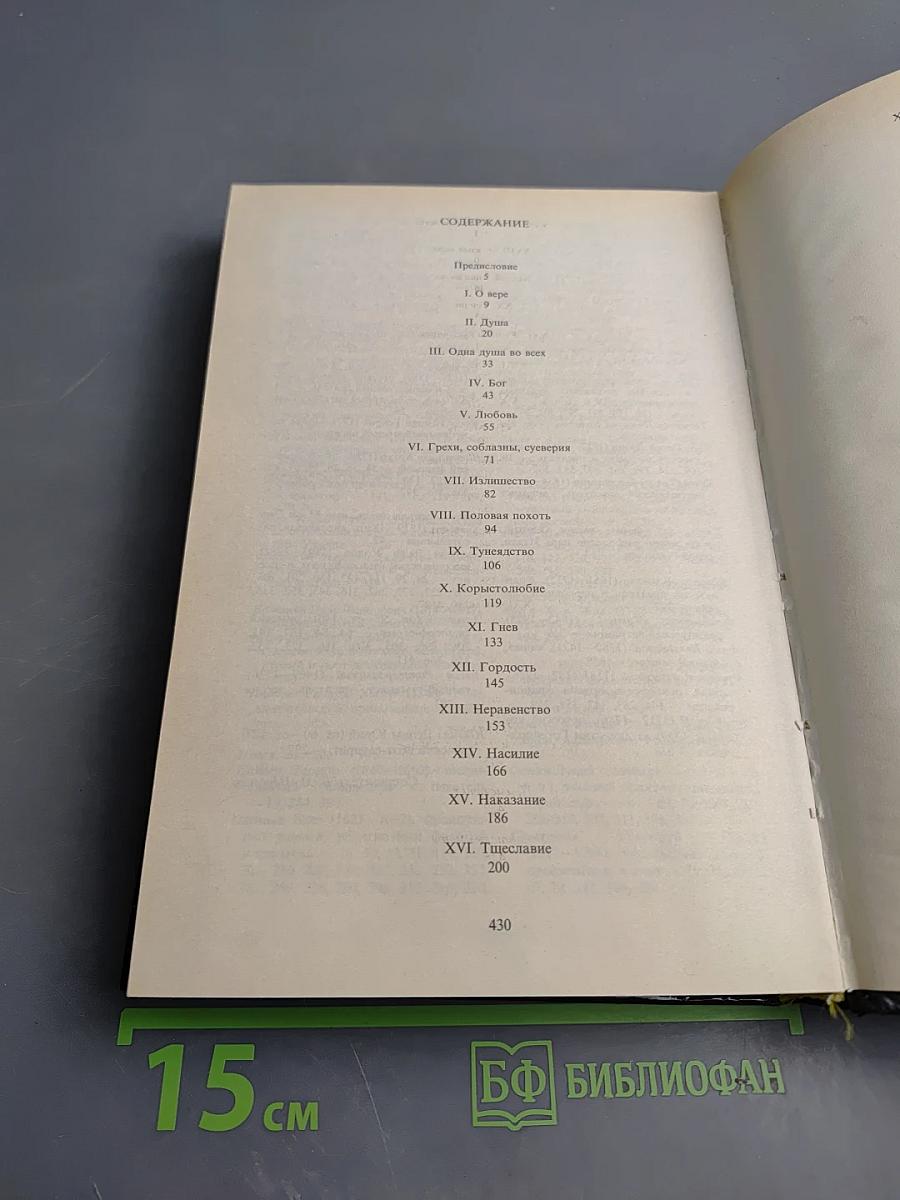 СОДЕРЖАНИЕ
Предисловие
5
I. О вере
9
II. Душа
20
III. Одна душа во всех
33
IV. Бог
43
V. Любовь
55
VI. Грехи, соблазны, суеверия
71
VII. Излишество
82
VIII. Половая похоть
94
IX. Тунеядство
106
X. Корыстолюбие
119
XI. Гнев
133
XII. Гордость
145
XIII. Неравенство
153
XIV. Насилие
166
XV. Наказание
186
XVI. Тщеславие
200
430
15 см
БФ БИБЛИОФАН